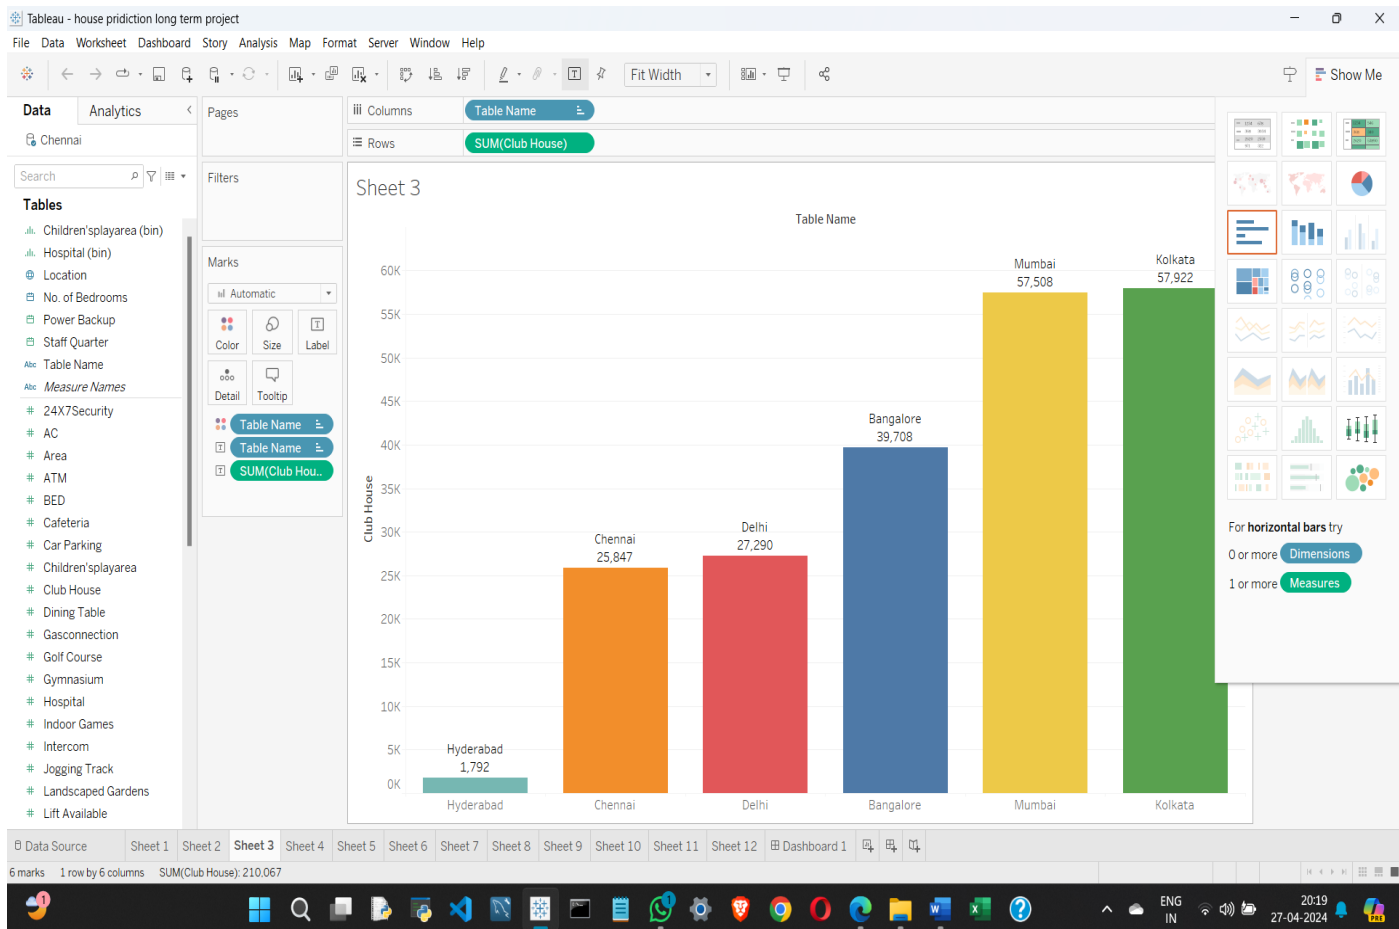 Tableau - house pridiction long term project
File Data Worksheet Dashboard Story Analysis Map Format Server Window Help
Fit Width
Show Me
Data Analytics
Chennai
Search
Tables
Children'splayarea (bin)
Hospital (bin)
Location
No. of Bedrooms
Power Backup
Staff Quarter
Abc Table Name
Abc Measure Names
# 24X7Security
# AC
# Area
# ATM
# BED
# Cafeteria
# Car Parking
# Children'splayarea
# Club House
# Dining Table
# Gasconnection
# Golf Course
# Gymnasium
# Hospital
# Indoor Games
# Intercom
# Jogging Track
# Landscaped Gardens
# Lift Available
Pages
Filters
Marks
Automatic
Color Size Label
Detail Tooltip
Table Name
Table Name
SUM(Club Hou..
Columns Table Name
Rows SUM(Club House)
Sheet 3
Table Name
Club House
60K
55K
50K
45K
40K
35K
30K
25K
20K
15K
10K
5K
0K
Hyderabad
1,792
Chennai
25,847
Delhi
27,290
Bangalore
39,708
Mumbai
57,508
Kolkata
57,922
Hyderabad Chennai Delhi Bangalore Mumbai Kolkata
For horizontal bars try
0 or more Dimensions
1 or more Measures
Data Source Sheet 1 Sheet 2 Sheet 3 Sheet 4 Sheet 5 Sheet 6 Sheet 7 Sheet 8 Sheet 9 Sheet 10 Sheet 11 Sheet 12 Dashboard 1
6 marks 1 row by 6 columns SUM(Club House): 210,067
1
1
ENG
IN
20:19
27-04-2024
PRE